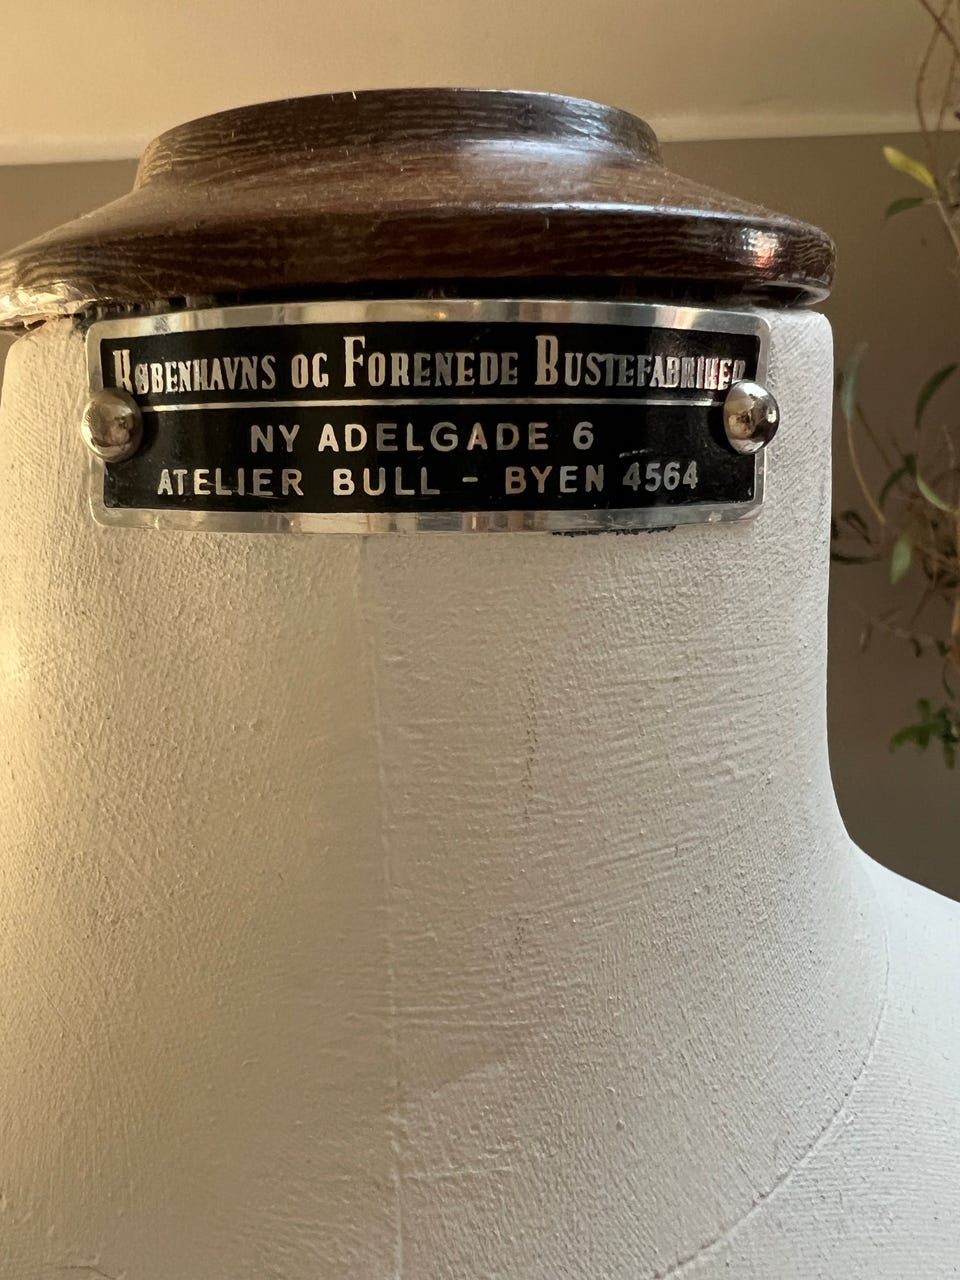 KØBENHAVNS OG FORENEDE BUSTEFABRIKER
NY ADELGADE 6
ATELIER BULL - BYEN 4564